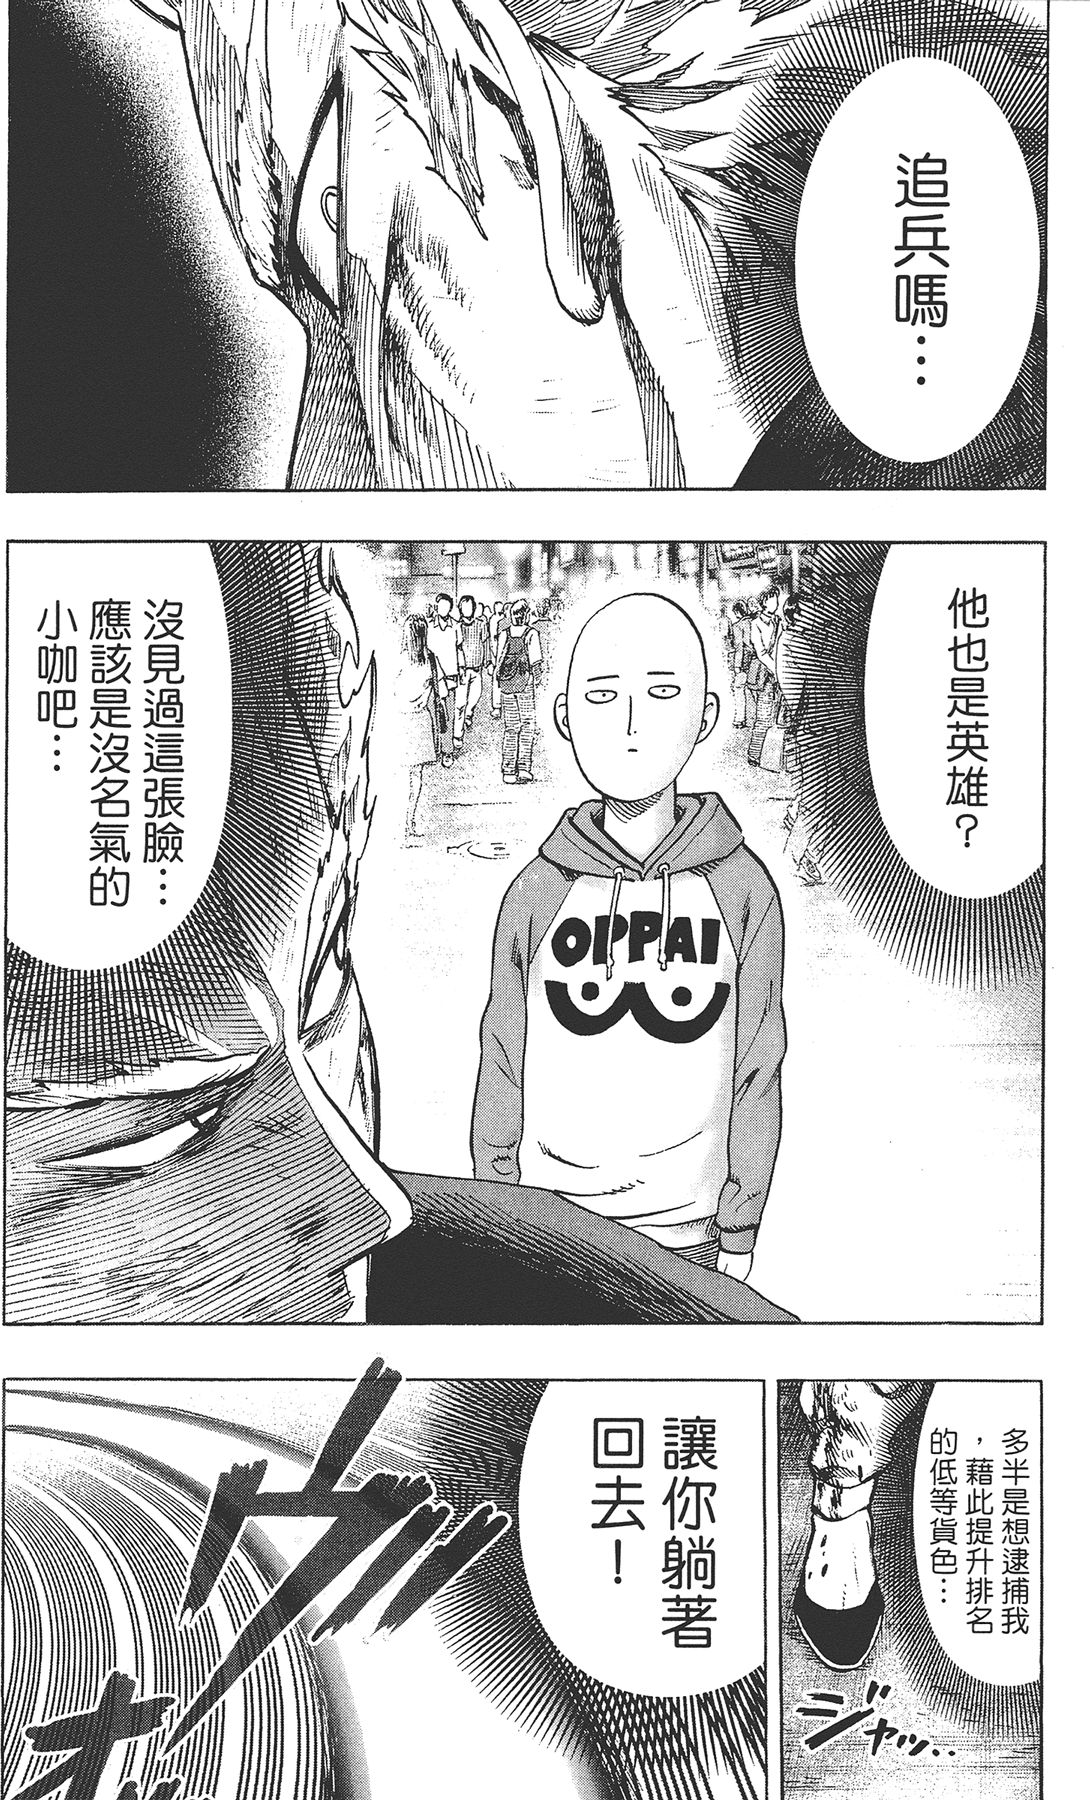 追兵嗎…
他也是英雄？
沒見過這張臉…
應該是沒名氣的
小咖吧…
OPPAI
多半是想逮捕我
，藉此提升排名
的低等貨色…
ジャッ‥
讓你躺著
回去！
グオ